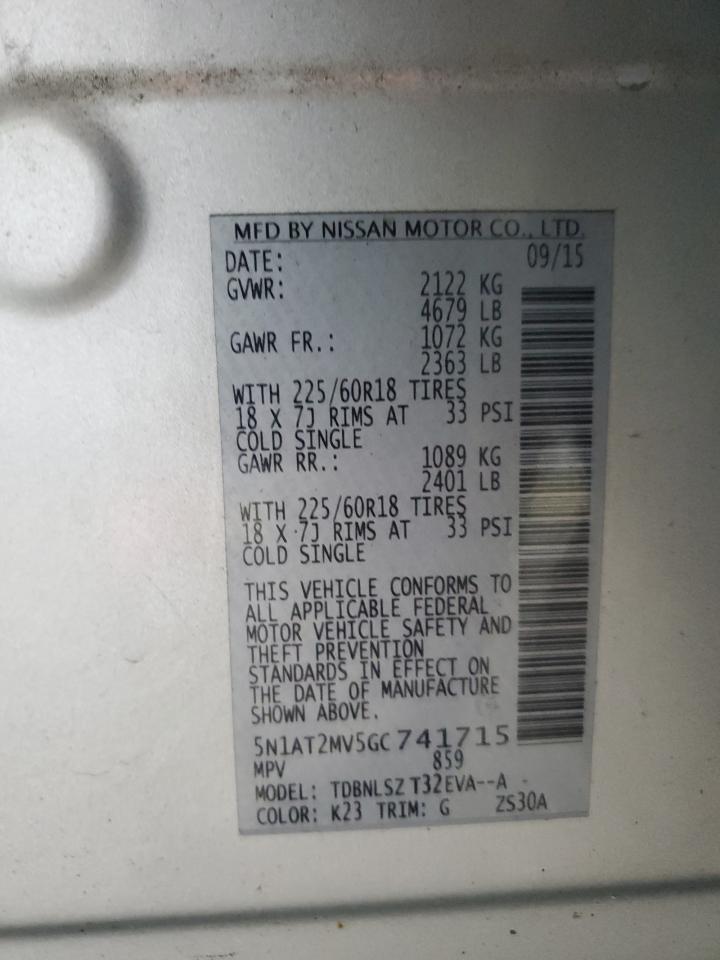 MFD BY NISSAN MOTOR CO., LTD.
DATE: 09/15
GVWR: 2122 KG
4679 LB
GAWR FR.: 1072 KG
2363 LB
WITH 225/60R18 TIRES
18 X 7J RIMS AT 33 PSI
COLD SINGLE
GAWR RR.: 1089 KG
2401 LB
WITH 225/60R18 TIRES
18 X 7J RIMS AT 33 PSI
COLD SINGLE
THIS VEHICLE CONFORMS TO
ALL APPLICABLE FEDERAL
MOTOR VEHICLE SAFETY AND
THEFT PREVENTION
STANDARDS IN EFFECT ON
THE DATE OF MANUFACTURE
SHOWN ABOVE.
5N1AT2MV5GC741715
MPV 859
MODEL: TDBNLSZ T32EVA--A -
COLOR: K23 TRIM: G ZS30A